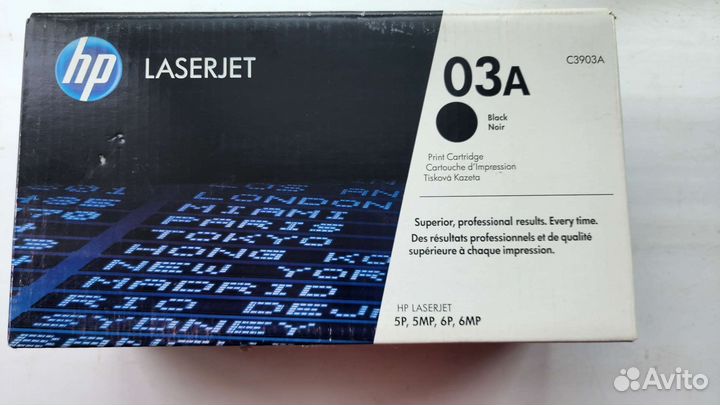 hp
LASERJET
03A
C3903A
Black
Noir
Print Cartridge
Cartouche d'Impression
Tisková Kazeta
Superior, professional results. Every time.
Des résultats professionnels et de qualité
supérieure à chaque impression.
HP LASERJET
5P, 5MP, 6P, 6MP
LONDON
MIAMI
PARIS
TOKYO
HONG KON
NEW YOR
MADRID
RIO DE J
Avito